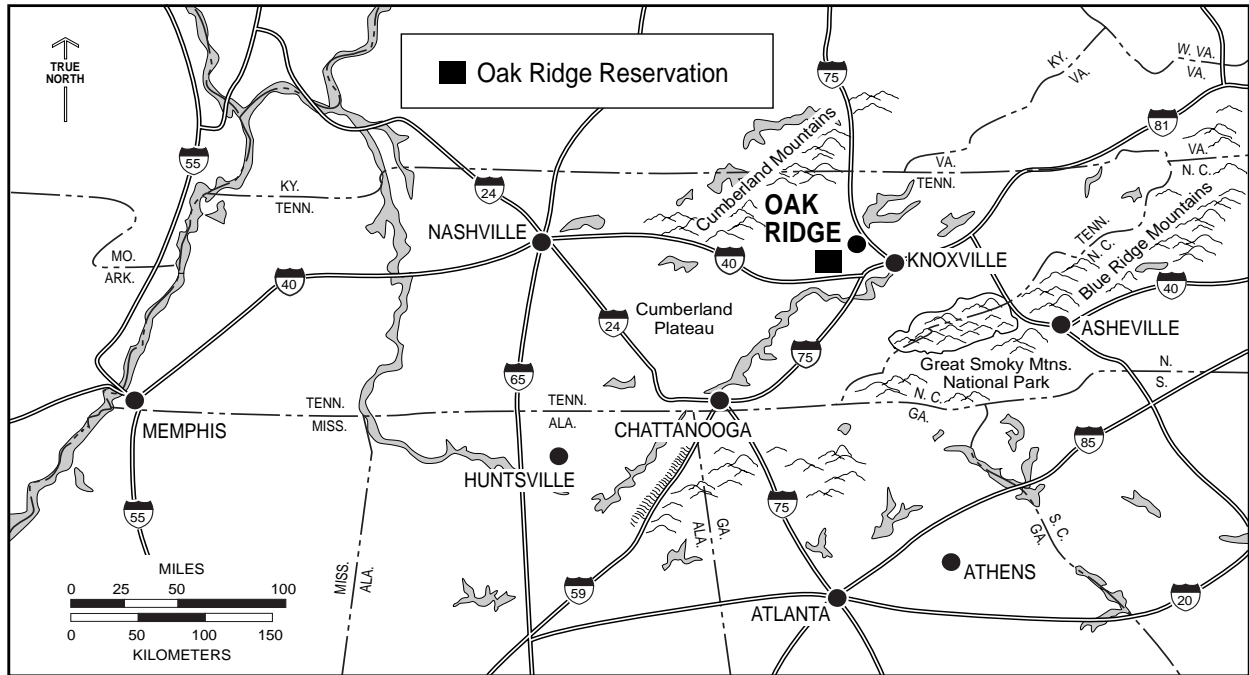 TRUE
NORTH
Oak Ridge Reservation
55
24
75
81
KY.
VA.
W. VA.
VA.
VA.
TENN.
VA.
N. C.
KY.
TENN.
MO.
ARK.
Cumberland Mountains
OAK
RIDGE
NASHVILLE
40
KNOXVILLE
TENN.
N. C.
Blue Ridge Mountains
40
40
24
Cumberland
Plateau
75
ASHEVILLE
Great Smoky Mtns.
National Park
65
N.
S.
N. C.
GA.
MEMPHIS
TENN.
MISS.
TENN.
ALA.
CHATTANOOGA
HUNTSVILLE
85
55
75
GA.
ALA.
S. C.
GA.
MISS.
ALA.
59
ATHENS
ATLANTA
20
MILES
0 25 50 100
0 50 100 150
KILOMETERS